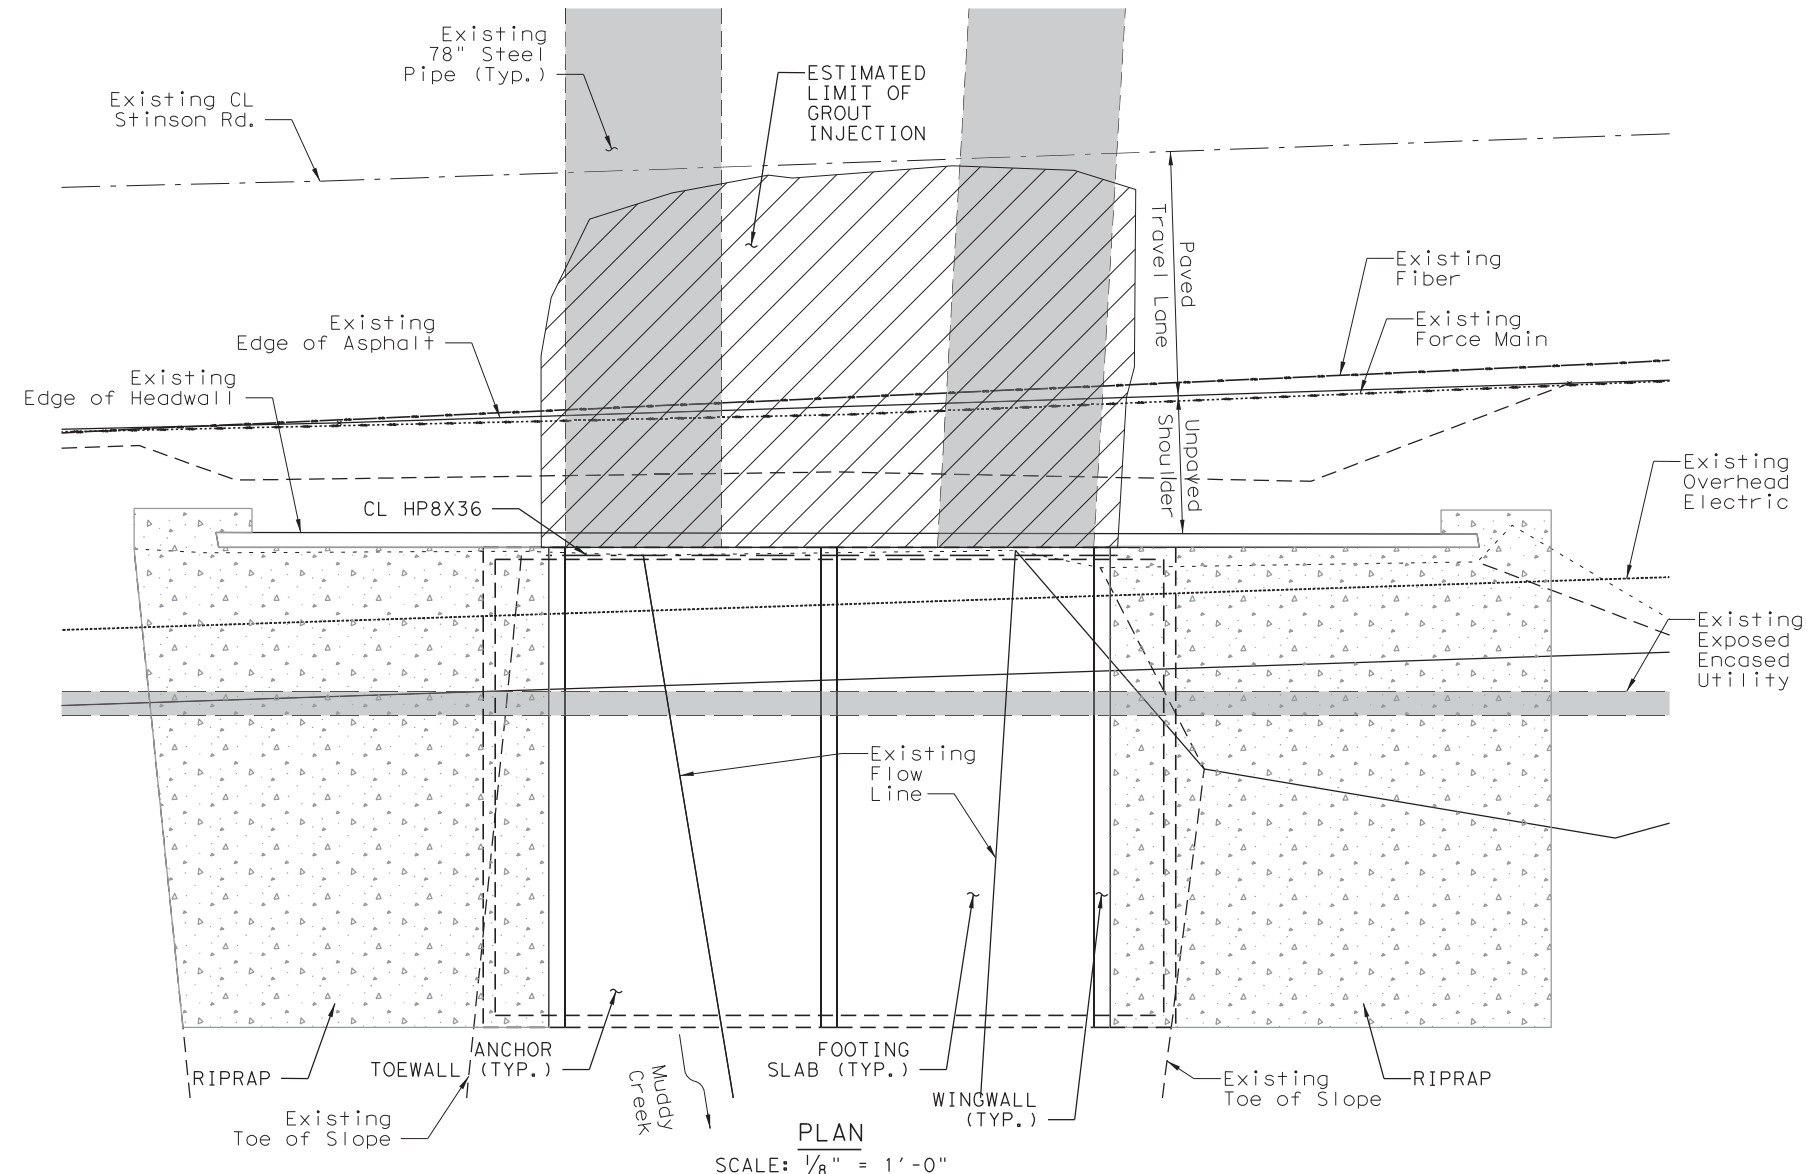 Existing
78" Steel
Pipe (Typ.)
ESTIMATED
LIMIT OF
GROUT
INJECTION
Existing CL
Stinson Rd.
Paved
Travel Lane
Existing
Fiber
Existing
Force Main
Existing
Edge of Asphalt
Existing
Edge of Headwall
Unpaved
Shoulder
CL HP8X36
Existing
Overhead
Electric
Existing
Exposed
Encased
Utility
Existing
Flow
Line
RIPRAP
TOEWALL
ANCHOR
(TYP.)
FOOTING
SLAB (TYP.)
WINGWALL
(TYP.)
Existing
Toe of Slope
RIPRAP
Existing
Toe of Slope
Muddy
Creek
PLAN
SCALE: 1/8" = 1'-0"